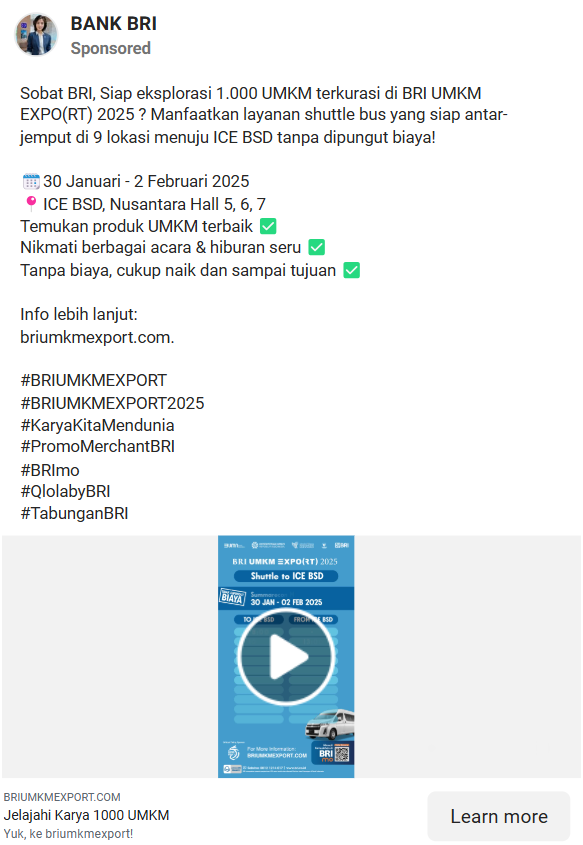 BANK BRI
Sponsored
Sobat BRI, Siap eksplorasi 1.000 UMKM terkurasi di BRI UMKM
EXPO(RT) 2025 ? Manfaatkan layanan shuttle bus yang siap antar-
jemput di 9 lokasi menuju ICE BSD tanpa dipungut biaya!
30 Januari - 2 Februari 2025
ICE BSD, Nusantara Hall 5, 6, 7
Temukan produk UMKM terbaik
Nikmati berbagai acara & hiburan seru
Tanpa biaya, cukup naik dan sampai tujuan
Info lebih lanjut:
briumkmexport.com.
#BRIUMKMEXPORT
#BRIUMKMEXPORT2025
#KaryaKitaMendunia
#PromoMerchantBRI
#BRImo
#QlolabyBRI
#TabunganBRI
BRI
BRI UMKM EXPO(RT) 2025
Shuttle to ICE BSD
BIAYA
30 JAN - 02 FEB 2025
For More Information:
BRIUMKMEXPORT.COM
BRIUMKMEXPORT.COM
Jelajahi Karya 1000 UMKM
Yuk, ke briumkmexport!
Learn more